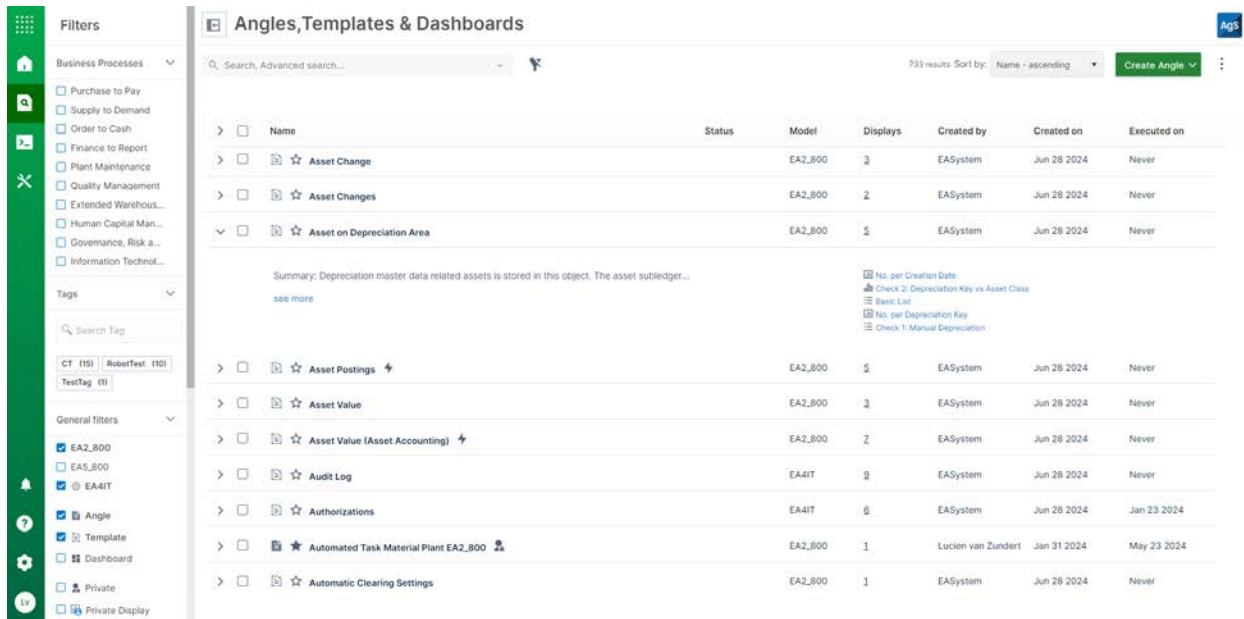 Filters
Angles,Templates & Dashboards
AgS
Business Processes
Search, Advanced search...
733 results Sort by: Name - ascending
Create Angle
Purchase to Pay
Supply to Demand
Order to Cash
Finance to Report
Plant Maintenance
Quality Management
Extended Warehous...
Human Capital Man...
Governance, Risk a...
Information Technol...
Tags
Search Tag
CT (15) RobotTest (10)
TestTag (1)
General filters
EA2_800
EA5_800
EA4IT
Angle
Template
Dashboard
Private
Private Display
Lv
Name Status Model Displays Created by Created on Executed on
Asset Change EA2_800 3 EASystem Jun 28 2024 Never
Asset Changes EA2_800 2 EASystem Jun 28 2024 Never
Asset on Depreciation Area EA2_800 5 EASystem Jun 28 2024 Never
Summary: Depreciation master data related assets is stored in this object. The asset subledger...
see more
No. per Creation Date
Check 2: Depreciation Key vs Asset Class
Basic List
No. per Depreciation Key
Check 1: Manual Depreciation
Asset Postings EA2_800 5 EASystem Jun 28 2024 Never
Asset Value EA2_800 3 EASystem Jun 28 2024 Never
Asset Value (Asset Accounting) EA2_800 7 EASystem Jun 28 2024 Never
Audit Log EA4IT 9 EASystem Jun 28 2024 Never
Authorizations EA4IT 6 EASystem Jun 28 2024 Jan 23 2024
Automated Task Material Plant EA2_800 EA2_800 1 Lucien van Zundert Jan 31 2024 May 23 2024
Automatic Clearing Settings EA2_800 1 EASystem Jun 28 2024 Never